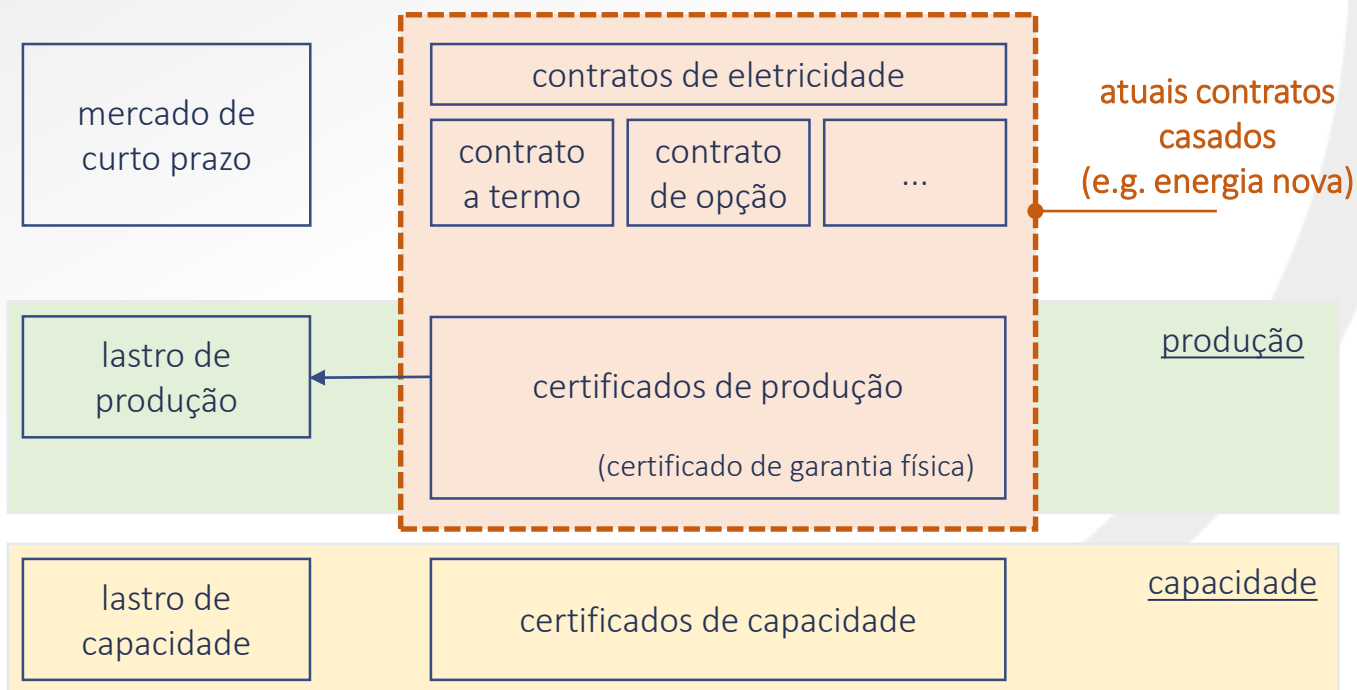 mercado de
curto prazo
contratos de eletricidade
contrato
a termo
contrato
de opção
...
atuais contratos
casados
(e.g. energia nova)
lastro de
produção
certificados de produção
(certificado de garantia física)
produção
lastro de
capacidade
certificados de capacidade
capacidade